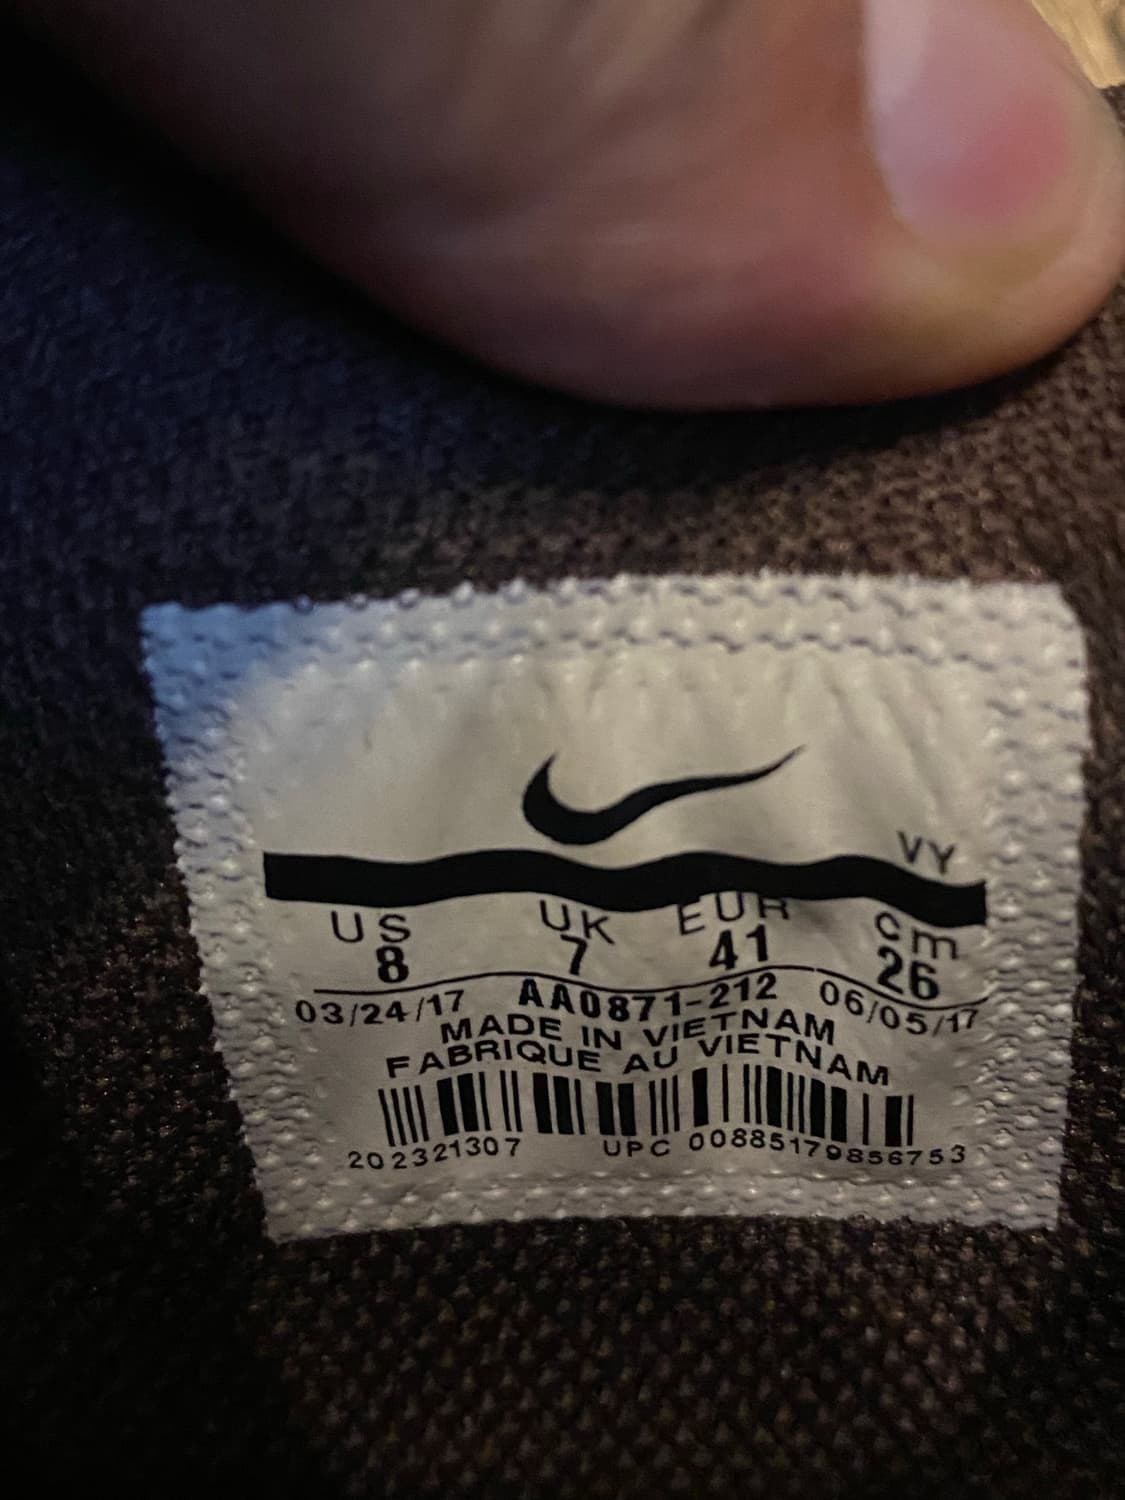 VY
US UK EUR cm
8 7 41 26
03/24/17 AA0871-212 06/05/17
MADE IN VIETNAM
FABRIQUE AU VIETNAM
202321307 UPC 00885179856753